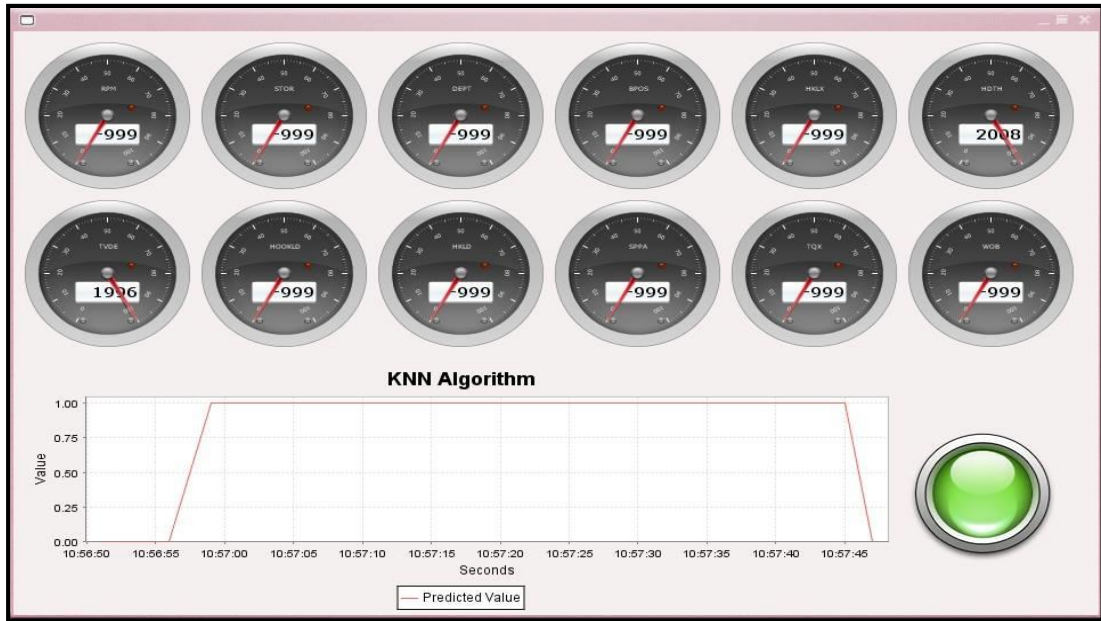 RPM
STOR
DEPT
BPOS
HKLX
HDTH
-999
-999
-999
-999
-999
2008
TVDE
HOOKLD
HKLD
SPPA
TQX
WOB
1996
-999
-999
-999
-999
-999
KNN Algorithm
1.00
0.75
0.50
0.25
0.00
Value
10:56:50 10:56:55 10:57:00 10:57:05 10:57:10 10:57:15 10:57:20 10:57:25 10:57:30 10:57:35 10:57:40 10:57:45
Seconds
Predicted Value